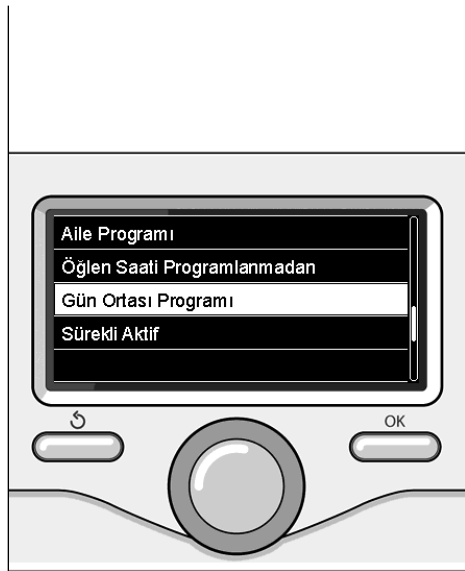 Aile Programı
Öğlen Saati Programlanmadan
Gün Ortası Programı
Sürekli Aktif
OK